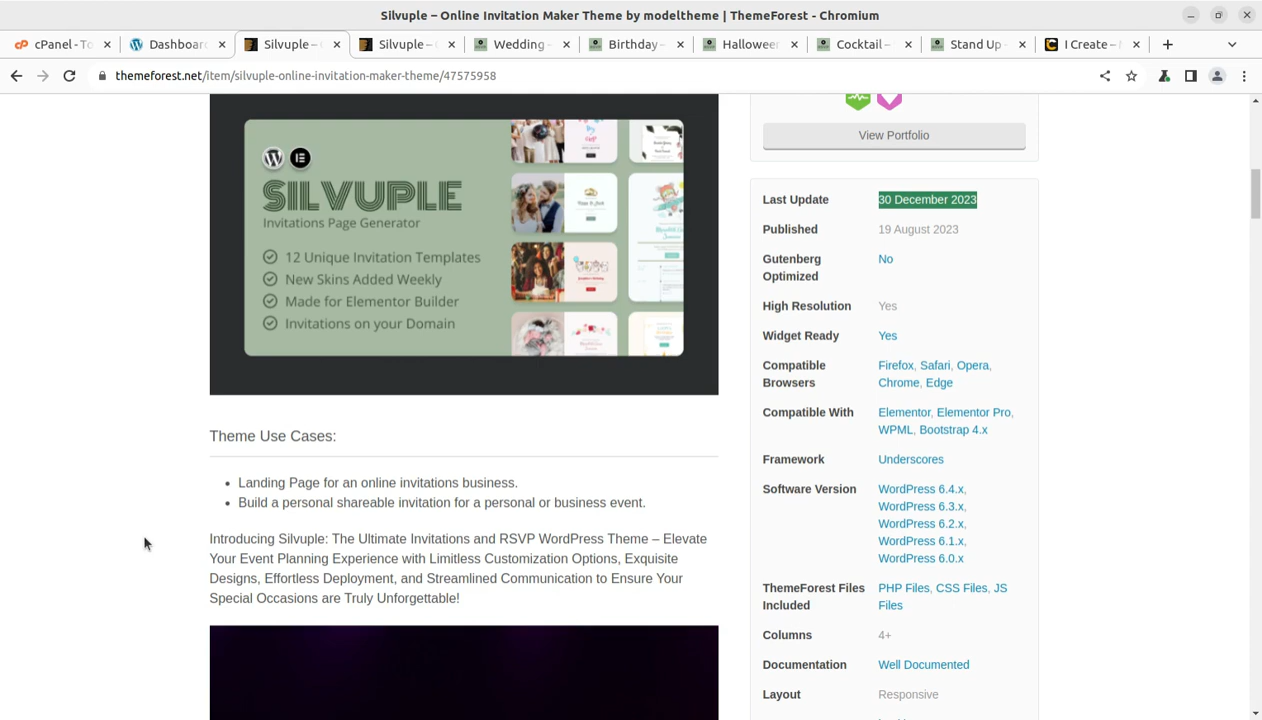 Silvuple – Online Invitation Maker Theme by modeltheme | ThemeForest - Chromium
cPanel - To
Dashboard
Silvuple –
Silvuple –
Wedding -
Birthday -
Halloween
Cocktail –
Stand Up -
I Create – M
themeforest.net/item/silvuple-online-invitation-maker-theme/47575958
SILVUPLE
Invitations Page Generator
12 Unique Invitation Templates
New Skins Added Weekly
Made for Elementor Builder
Invitations on your Domain
Theme Use Cases:
• Landing Page for an online invitations business.
• Build a personal shareable invitation for a personal or business event.
Introducing Silvuple: The Ultimate Invitations and RSVP WordPress Theme – Elevate
Your Event Planning Experience with Limitless Customization Options, Exquisite
Designs, Effortless Deployment, and Streamlined Communication to Ensure Your
Special Occasions are Truly Unforgettable!
View Portfolio
Last Update 30 December 2023
Published 19 August 2023
Gutenberg No
Optimized
High Resolution Yes
Widget Ready Yes
Compatible Firefox, Safari, Opera,
Browsers Chrome, Edge
Compatible With Elementor, Elementor Pro,
WPML, Bootstrap 4.x
Framework Underscores
Software Version WordPress 6.4.x,
WordPress 6.3.x,
WordPress 6.2.x,
WordPress 6.1.x,
WordPress 6.0.x
ThemeForest Files PHP Files, CSS Files, JS
Included Files
Columns 4+
Documentation Well Documented
Layout Responsive